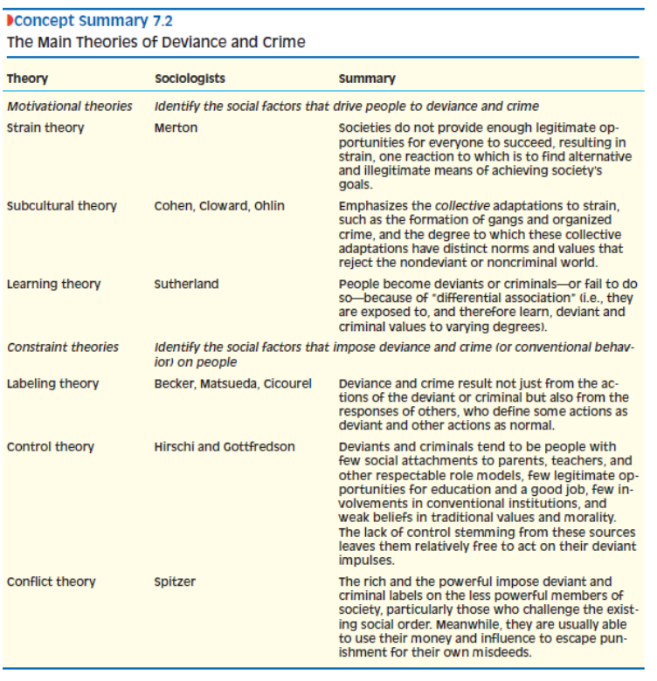 Concept Summary 7.2
The Main Theories of Deviance and Crime
Theory Sociologists Summary
Motivational theories Identify the social factors that drive people to deviance and crime
Strain theory Merton Societies do not provide enough legitimate op-
portunities for everyone to succeed, resulting in
strain, one reaction to which is to find alternative
and illegitimate means of achieving society's
goals.
Subcultural theory Cohen, Cloward, Ohlin Emphasizes the collective adaptations to strain,
such as the formation of gangs and organized
crime, and the degree to which these collective
adaptations have distinct norms and values that
reject the nondeviant or noncriminal world.
Learning theory Sutherland People become deviants or criminals—or fail to do
so—because of "differential association" (i.e., they
are exposed to, and therefore learn, deviant and
criminal values to varying degrees).
Constraint theories Identify the social factors that impose deviance and crime (or conventional behav-
ior) on people
Labeling theory Becker, Matsueda, Cicourel Deviance and crime result not just from the ac-
tions of the deviant or criminal but also from the
responses of others, who define some actions as
deviant and other actions as normal.
Control theory Hirschi and Gottfredson Deviants and criminals tend to be people with
few social attachments to parents, teachers, and
other respectable role models, few legitimate op-
portunities for education and a good job, few in-
volvements in conventional institutions, and
weak beliefs in traditional values and morality.
The lack of control stemming from these sources
leaves them relatively free to act on their deviant
impulses.
Conflict theory Spitzer The rich and the powerful impose deviant and
criminal labels on the less powerful members of
society, particularly those who challenge the exist-
ing social order. Meanwhile, they are usually able
to use their money and influence to escape pun-
ishment for their own misdeeds.